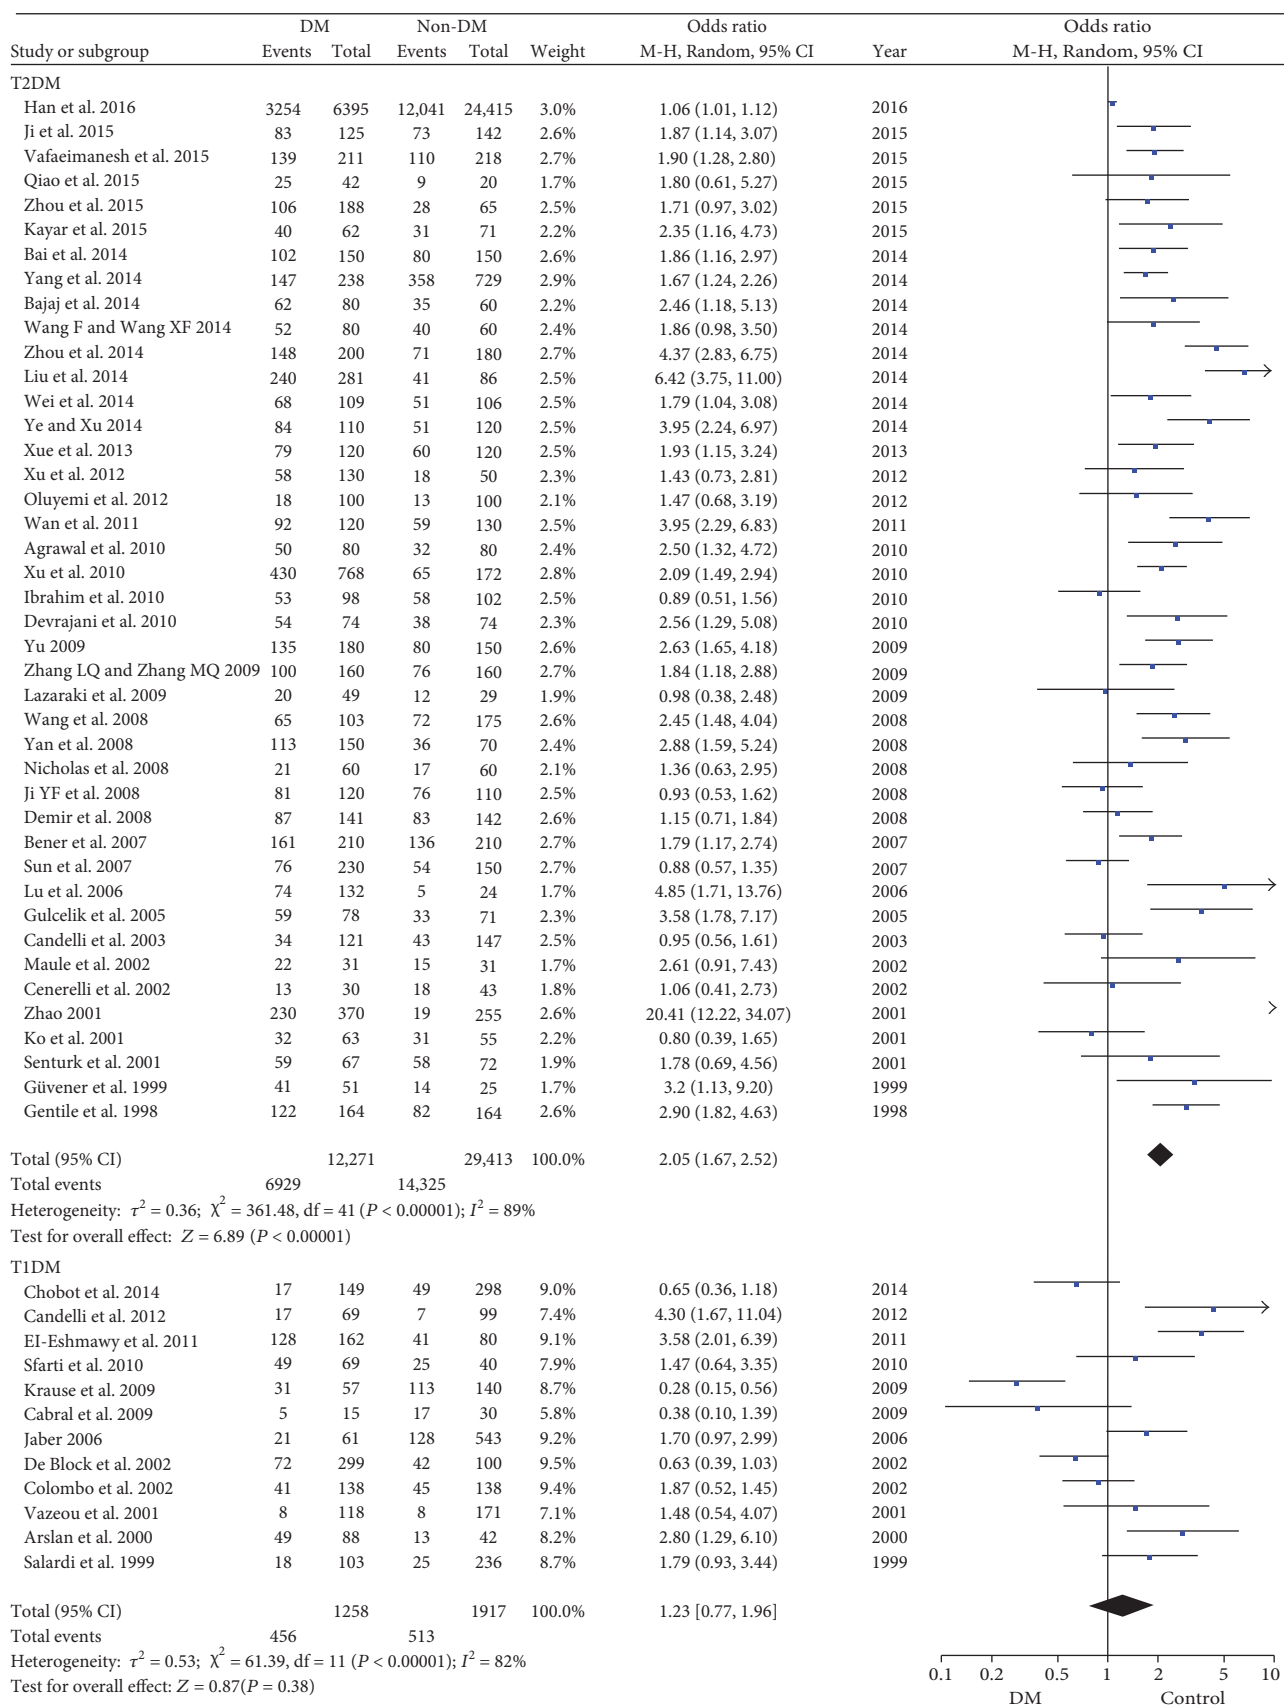 DM Non-DM Odds ratio Odds ratio
Study or subgroup Events Total Events Total Weight M-H, Random, 95% CI Year M-H, Random, 95% CI
T2DM
Han et al. 2016 3254 6395 12,041 24,415 3.0% 1.06 (1.01, 1.12) 2016
Ji et al. 2015 83 125 73 142 2.6% 1.87 (1.14, 3.07) 2015
Vafaeimanesh et al. 2015 139 211 110 218 2.7% 1.90 (1.28, 2.80) 2015
Qiao et al. 2015 25 42 9 20 1.7% 1.80 (0.61, 5.27) 2015
Zhou et al. 2015 106 188 28 65 2.5% 1.71 (0.97, 3.02) 2015
Kayar et al. 2015 40 62 31 71 2.2% 2.35 (1.16, 4.73) 2015
Bai et al. 2014 102 150 80 150 2.6% 1.86 (1.16, 2.97) 2014
Yang et al. 2014 147 238 358 729 2.9% 1.67 (1.24, 2.26) 2014
Bajaj et al. 2014 62 80 35 60 2.2% 2.46 (1.18, 5.13) 2014
Wang F and Wang XF 2014 52 80 40 60 2.4% 1.86 (0.98, 3.50) 2014
Zhou et al. 2014 148 200 71 180 2.7% 4.37 (2.83, 6.75) 2014
Liu et al. 2014 240 281 41 86 2.5% 6.42 (3.75, 11.00) 2014
Wei et al. 2014 68 109 51 106 2.5% 1.79 (1.04, 3.08) 2014
Ye and Xu 2014 84 110 51 120 2.4% 3.95 (2.24, 6.97) 2014
Xue et al. 2013 79 120 60 120 2.6% 1.93 (1.15, 3.24) 2013
Xu et al. 2012 58 130 18 50 2.3% 1.43 (0.73, 2.81) 2012
Oluyemi et al. 2012 18 100 13 100 2.1% 1.47 (0.68, 3.19) 2012
Wan et al. 2011 92 120 59 130 2.5% 3.95 (2.29, 6.83) 2011
Agrawal et al. 2010 50 80 32 80 2.4% 2.50 (1.32, 4.72) 2010
Xu et al. 2010 430 768 65 172 2.8% 2.09 (1.49, 2.94) 2010
Ibrahim et al. 2010 53 98 58 102 2.5% 0.89 (0.51, 1.56) 2010
Devrajani et al. 2010 54 74 38 74 2.3% 2.56 (1.29, 5.08) 2010
Yu 2009 135 180 80 150 2.6% 2.63 (1.65, 4.18) 2009
Zhang LQ and Zhang MQ 2009 100 160 76 160 2.7% 1.84 (1.18, 2.88) 2009
Lazaraki et al. 2009 20 49 12 29 1.9% 0.98 (0.38, 2.48) 2009
Wang et al. 2008 65 103 72 175 2.6% 2.45 (1.48, 4.04) 2008
Yan et al. 2008 113 150 36 70 2.4% 2.88 (1.59, 5.24) 2008
Nicholas et al. 2008 21 60 17 60 2.1% 1.36 (0.63, 2.95) 2008
Ji YF et al. 2008 81 120 76 110 2.5% 0.93 (0.53, 1.62) 2008
Demir et al. 2008 87 141 83 142 2.6% 1.15 (0.71, 1.84) 2008
Bener et al. 2007 161 210 136 210 2.7% 1.79 (1.17, 2.74) 2007
Sun et al. 2007 76 230 54 150 2.7% 0.88 (0.57, 1.35) 2007
Lu et al. 2006 74 132 5 24 1.7% 4.85 (1.71, 13.76) 2006
Gulcelik et al. 2005 59 78 33 71 2.3% 3.58 (1.78, 7.17) 2005
Candelli et al. 2003 34 121 43 147 2.5% 0.95 (0.56, 1.61) 2003
Maule et al. 2002 22 31 15 31 1.7% 2.61 (0.91, 7.43) 2002
Cenerelli et al. 2002 13 30 18 43 1.8% 1.06 (0.41, 2.73) 2002
Zhao 2001 230 370 19 255 2.6% 20.41 (12.22, 34.07) 2001
Ko et al. 2001 32 63 31 55 2.2% 0.80 (0.39, 1.65) 2001
Senturk et al. 2001 59 67 58 72 1.9% 1.78 (0.69, 4.56) 2001
Güvener et al. 1999 41 51 14 25 1.7% 3.2 (1.13, 9.20) 1999
Gentile et al. 1998 122 164 82 164 2.6% 2.90 (1.82, 4.63) 1998
Total (95% CI) 12,271 29,413 100.0% 2.05 (1.67, 2.52)
Total events 6929 14,325
Heterogeneity: τ² = 0.36; χ² = 361.48, df = 41 (P < 0.00001); I² = 89%
Test for overall effect: Z = 6.89 (P < 0.00001)
T1DM
Chobot et al. 2014 17 149 49 298 9.0% 0.65 (0.36, 1.18) 2014
Candelli et al. 2012 17 69 7 99 7.4% 4.30 (1.67, 11.04) 2012
EI-Eshmawy et al. 2011 128 162 41 80 9.1% 3.58 (2.01, 6.39) 2011
Sfarti et al. 2010 49 69 25 40 7.9% 1.47 (0.64, 3.35) 2010
Krause et al. 2009 31 57 113 140 8.7% 0.28 (0.15, 0.56) 2009
Cabral et al. 2009 5 15 17 30 5.8% 0.38 (0.10, 1.39) 2009
Jaber 2006 21 61 128 543 9.2% 1.70 (0.97, 2.99) 2006
De Block et al. 2002 72 299 42 100 9.5% 0.63 (0.39, 1.03) 2002
Colombo et al. 2002 41 138 45 138 9.4% 1.87 (0.52, 1.45) 2002
Vazeou et al. 2001 8 118 8 171 7.1% 1.48 (0.54, 4.07) 2001
Arslan et al. 2000 49 88 13 42 8.2% 2.80 (1.29, 6.10) 2000
Salardi et al. 1999 18 103 25 236 8.7% 1.79 (0.93, 3.44) 1999
Total (95% CI) 1258 1917 100.0% 1.23 [0.77, 1.96]
Total events 456 513
Heterogeneity: τ² = 0.53; χ² = 61.39, df = 11 (P < 0.00001); I² = 82%
Test for overall effect: Z = 0.87(P = 0.38)
0.1 0.2 0.5 1 2 5 10
DM Control